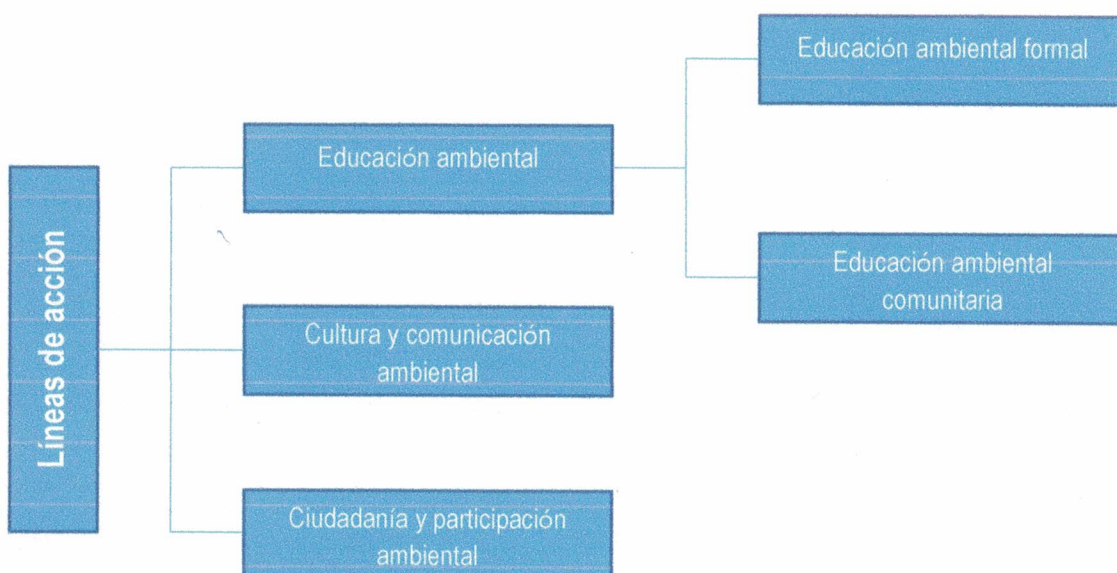 Líneas de acción
Educación ambiental
Educación ambiental formal
Educación ambiental
comunitaria
Cultura y comunicación
ambiental
Ciudadanía y participación
ambiental